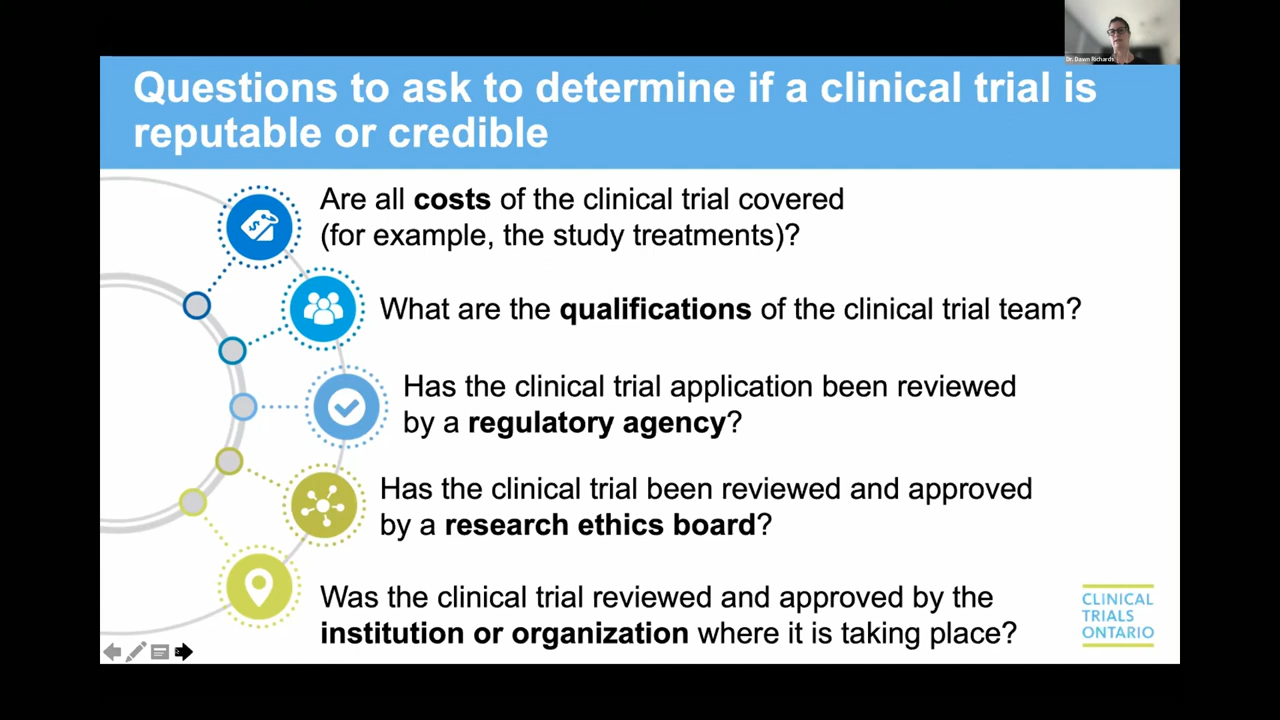 Dr. Dawn Richards
Questions to ask to determine if a clinical trial is
reputable or credible
Are all costs of the clinical trial covered
(for example, the study treatments)?
What are the qualifications of the clinical trial team?
Has the clinical trial application been reviewed
by a regulatory agency?
Has the clinical trial been reviewed and approved
by a research ethics board?
Was the clinical trial reviewed and approved by the
institution or organization where it is taking place?
CLINICAL
TRIALS
ONTARIO